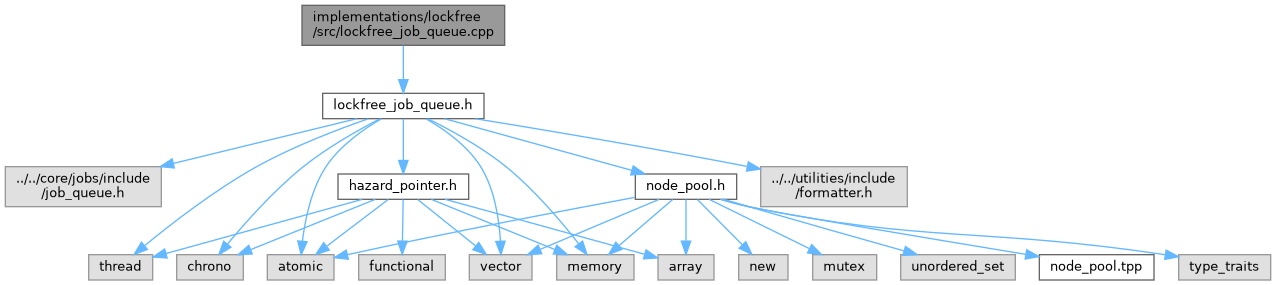 implementations/lockfree
/src/lockfree_job_queue.cpp
lockfree_job_queue.h
../../core/jobs/include
/job_queue.h
hazard_pointer.h
node_pool.h
../../utilities/include
/formatter.h
thread
chrono
atomic
functional
vector
memory
array
new
mutex
unordered_set
node_pool.tpp
type_traits